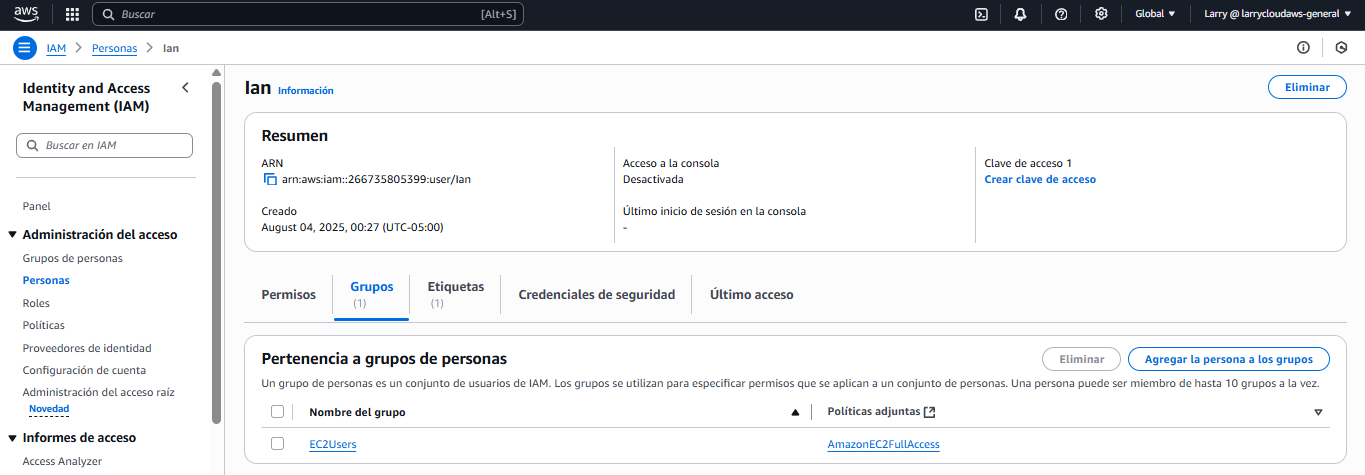 aws
Buscar [Alt+S] Global Larry @ larrycloudaws-general
IAM Personas Ian
Identity and Access Management (IAM)
Buscar en IAM
Panel
Administración del acceso
Grupos de personas
Personas
Roles
Políticas
Proveedores de identidad
Configuración de cuenta
Administración del acceso raíz
Novedad
Informes de acceso
Access Analyzer
Ian Información Eliminar
Resumen
ARN
arn:aws:iam::266735805399:user/Ian
Creado
August 04, 2025, 00:27 (UTC-05:00)
Acceso a la consola
Desactivada
Último inicio de sesión en la consola
-
Clave de acceso 1
Crear clave de acceso
Permisos
Grupos
(1)
Etiquetas
(1)
Credenciales de seguridad
Último acceso
Pertenencia a grupos de personas Eliminar Agregar la persona a los grupos
Un grupo de personas es un conjunto de usuarios de IAM. Los grupos se utilizan para especificar permisos que se aplican a un conjunto de personas. Una persona puede ser miembro de hasta 10 grupos a la vez.
Nombre del grupo Políticas adjuntas
EC2Users AmazonEC2FullAccess